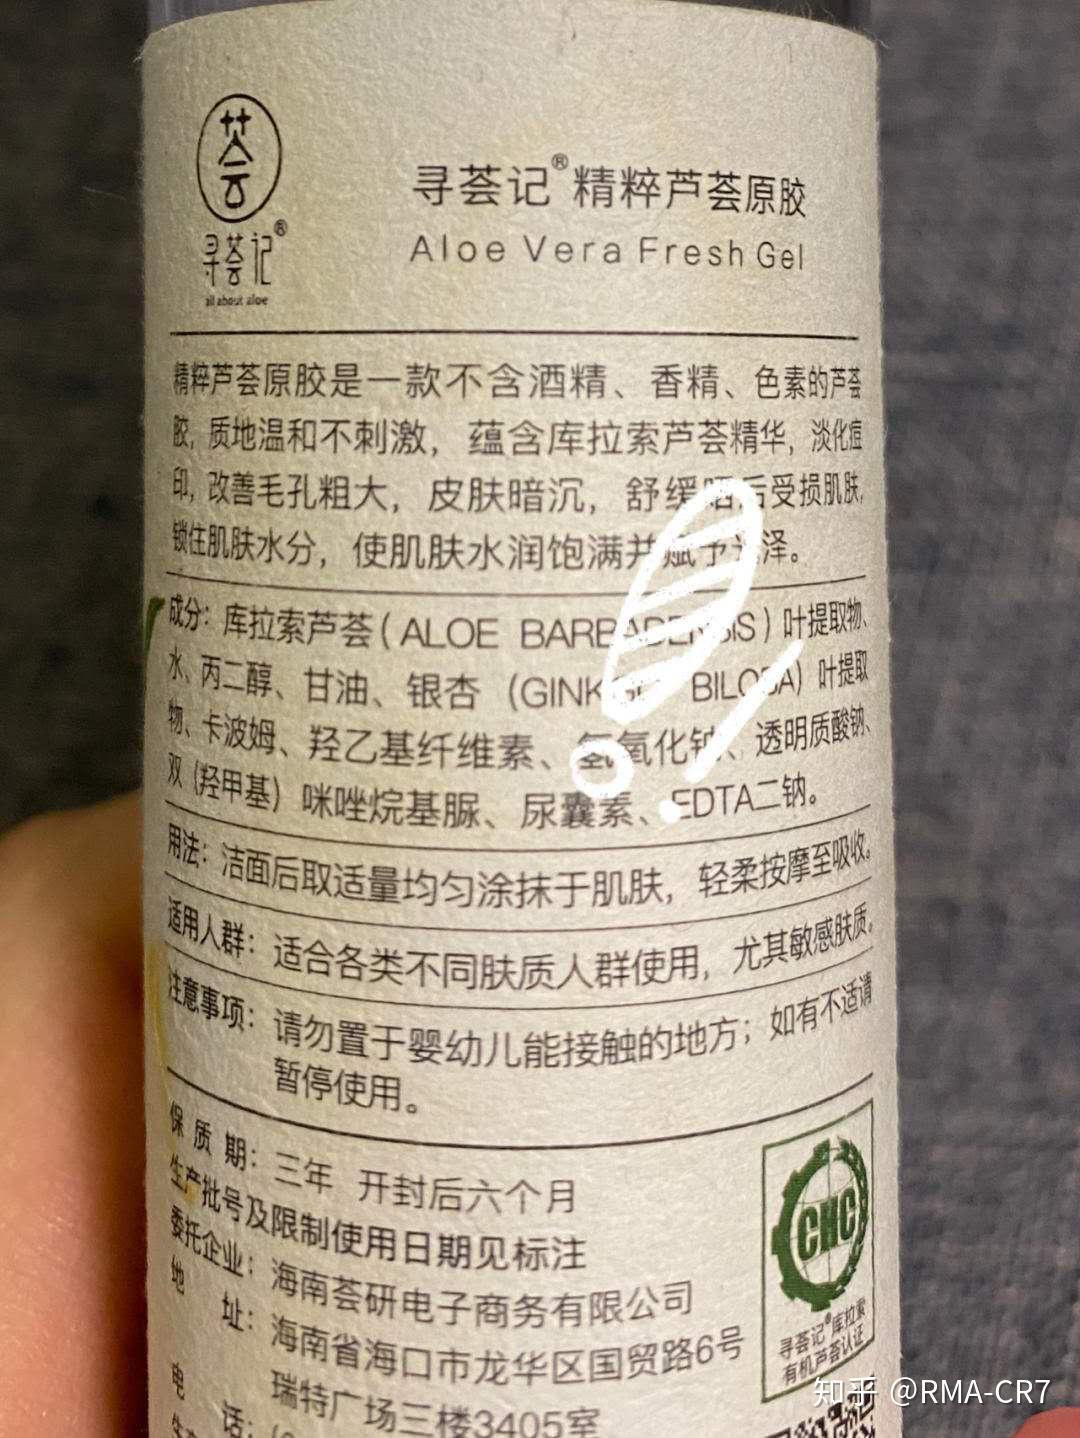 荟
寻荟记®
all about aloe
寻荟记®精粹芦荟原胶
Aloe Vera Fresh Gel
精粹芦荟原胶是一款不含酒精、香精、色素的芦荟
胶，质地温和不刺激，蕴含库拉索芦荟精华，淡化痘
印，改善毛孔粗大，皮肤暗沉，舒缓晒后受损肌肤，
锁住肌肤水分，使肌肤水润饱满并赋予光泽。
成分：库拉索芦荟（ALOE BARBADENSIS）叶提取物、
水、丙二醇、甘油、银杏（GINKGO BILOBA）叶提取
物、卡波姆、羟乙基纤维素、氢氧化钠、透明质酸钠、
双（羟甲基）咪唑烷基脲、尿囊素、EDTA二钠。
用法：洁面后取适量均匀涂抹于肌肤，轻柔按摩至吸收。
适用人群：适合各类不同肤质人群使用，尤其敏感肤质。
注意事项：请勿置于婴幼儿能接触的地方；如有不适请
暂停使用。
保质期：三年 开封后六个月
生产批号及限制使用日期见标注
委托企业：海南荟研电子商务有限公司
地址：海南省海口市龙华区国贸路6号
瑞特广场三楼3405室
电话：
CHC
寻荟记®库拉索
有机芦荟认证
知乎 @RMA-CR7